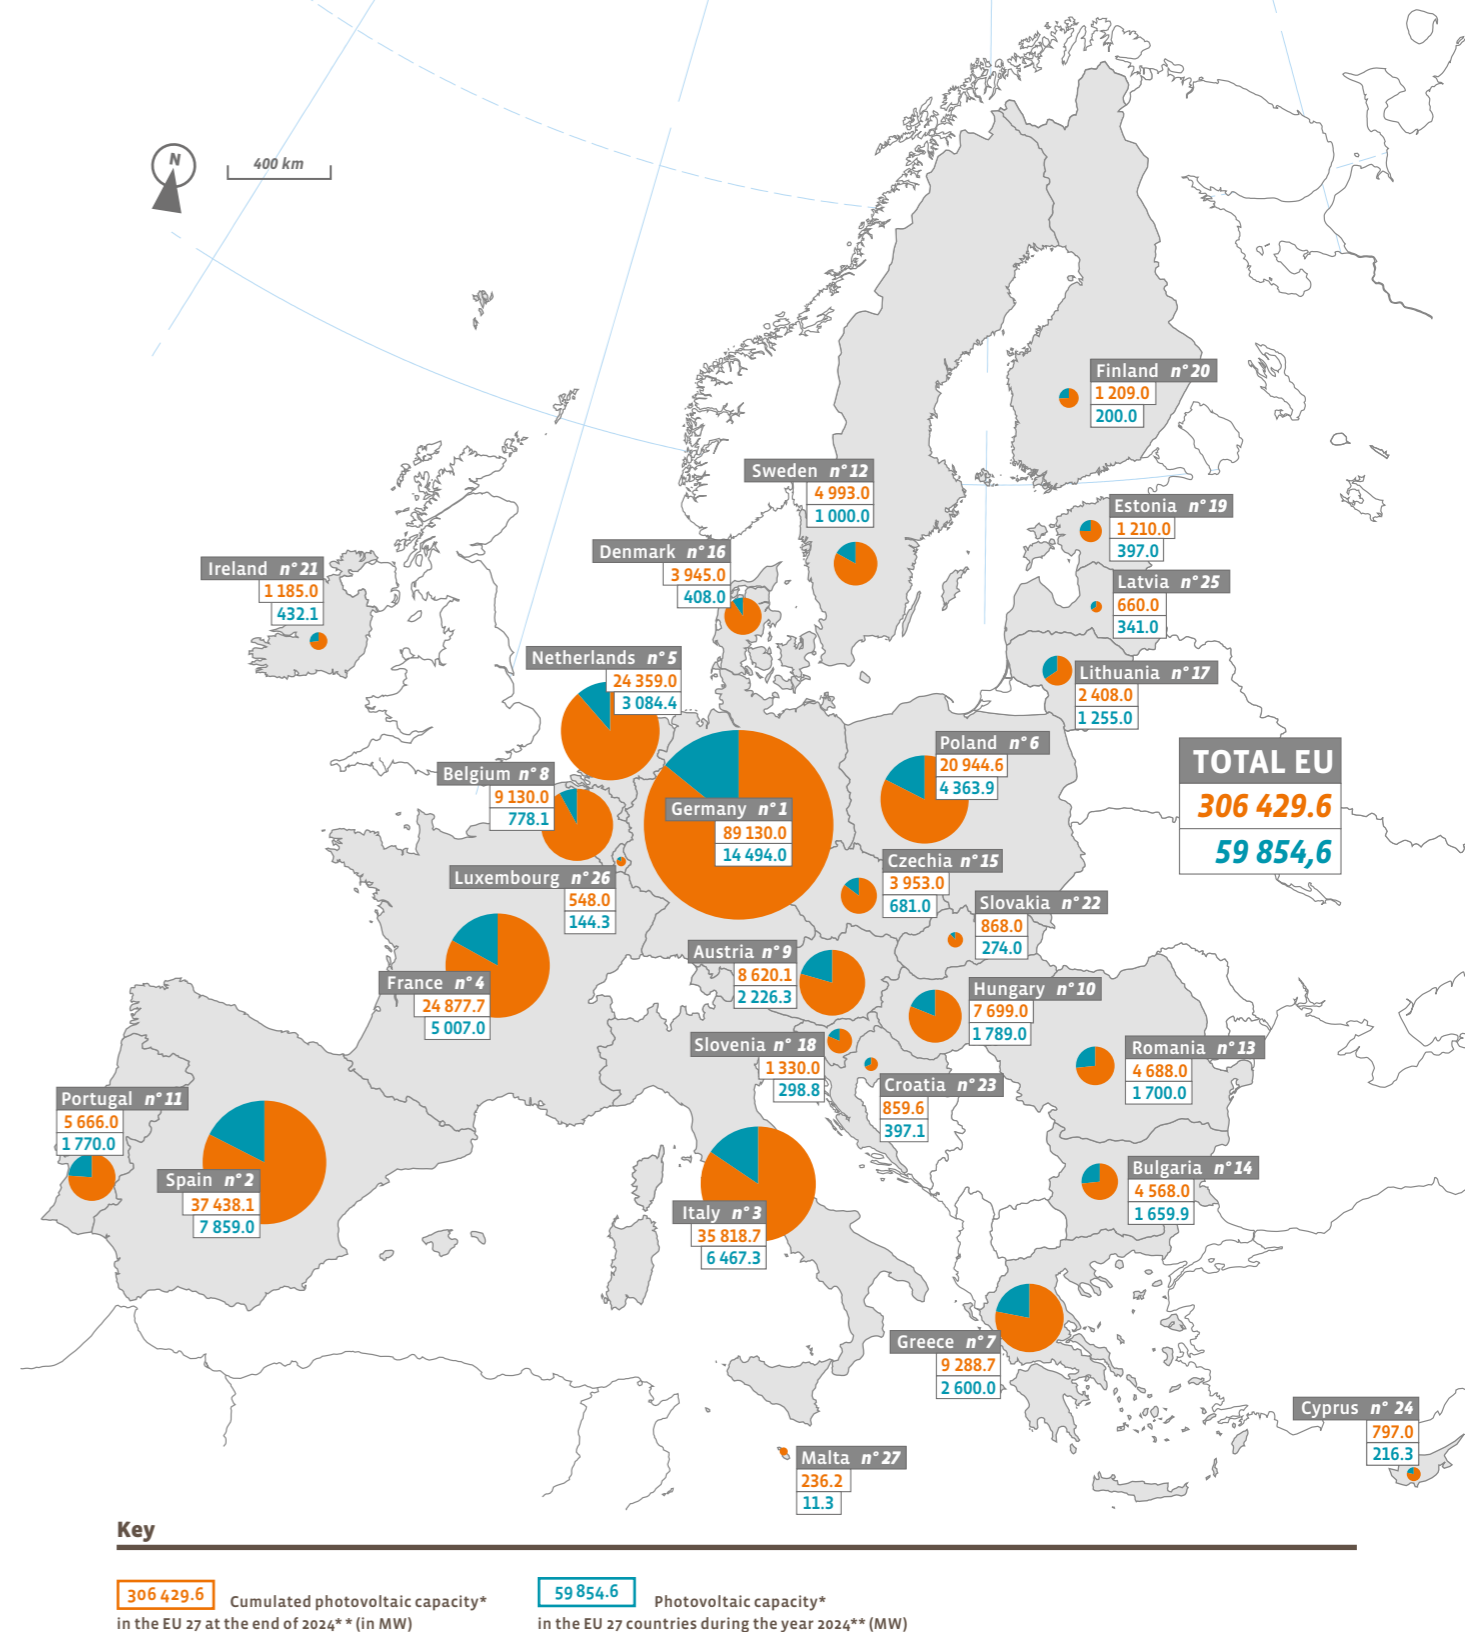 N
400 km
Finland n° 20
1 209.0
200.0
Sweden n° 12
4 993.0
1 000.0
Estonia n° 19
1 210.0
397.0
Denmark n° 16
3 945.0
408.0
Ireland n° 21
1 185.0
432.1
Latvia n° 25
660.0
341.0
Netherlands n° 5
24 359.0
3 084.4
Lithuania n° 17
2 408.0
1 255.0
Poland n° 6
20 944.6
4 363.9
TOTAL EU
306 429.6
59 854,6
Belgium n° 8
9 130.0
778.1
Germany n° 1
89 130.0
14 494.0
Czechia n° 15
3 953.0
681.0
Luxembourg n° 26
548.0
144.3
Slovakia n° 22
868.0
274.0
Austria n° 9
8 620.1
2 226.3
France n° 4
24 877.7
5 007.0
Hungary n° 10
7 699.0
1 789.0
Slovenia n° 18
1 330.0
298.8
Romania n° 13
4 688.0
1 700.0
Croatia n° 23
859.6
397.1
Portugal n° 11
5 666.0
1 770.0
Spain n° 2
37 438.1
7 859.0
Bulgaria n° 14
4 568.0
1 659.9
Italy n° 3
35 818.7
6 467.3
Greece n° 7
9 288.7
2 600.0
Cyprus n° 24
797.0
216.3
Malta n° 27
236.2
11.3
Key
306 429.6 Cumulated photovoltaic capacity*
in the EU 27 at the end of 2024** (in MW)
59 854.6 Photovoltaic capacity*
in the EU 27 countries during the year 2024** (MW)